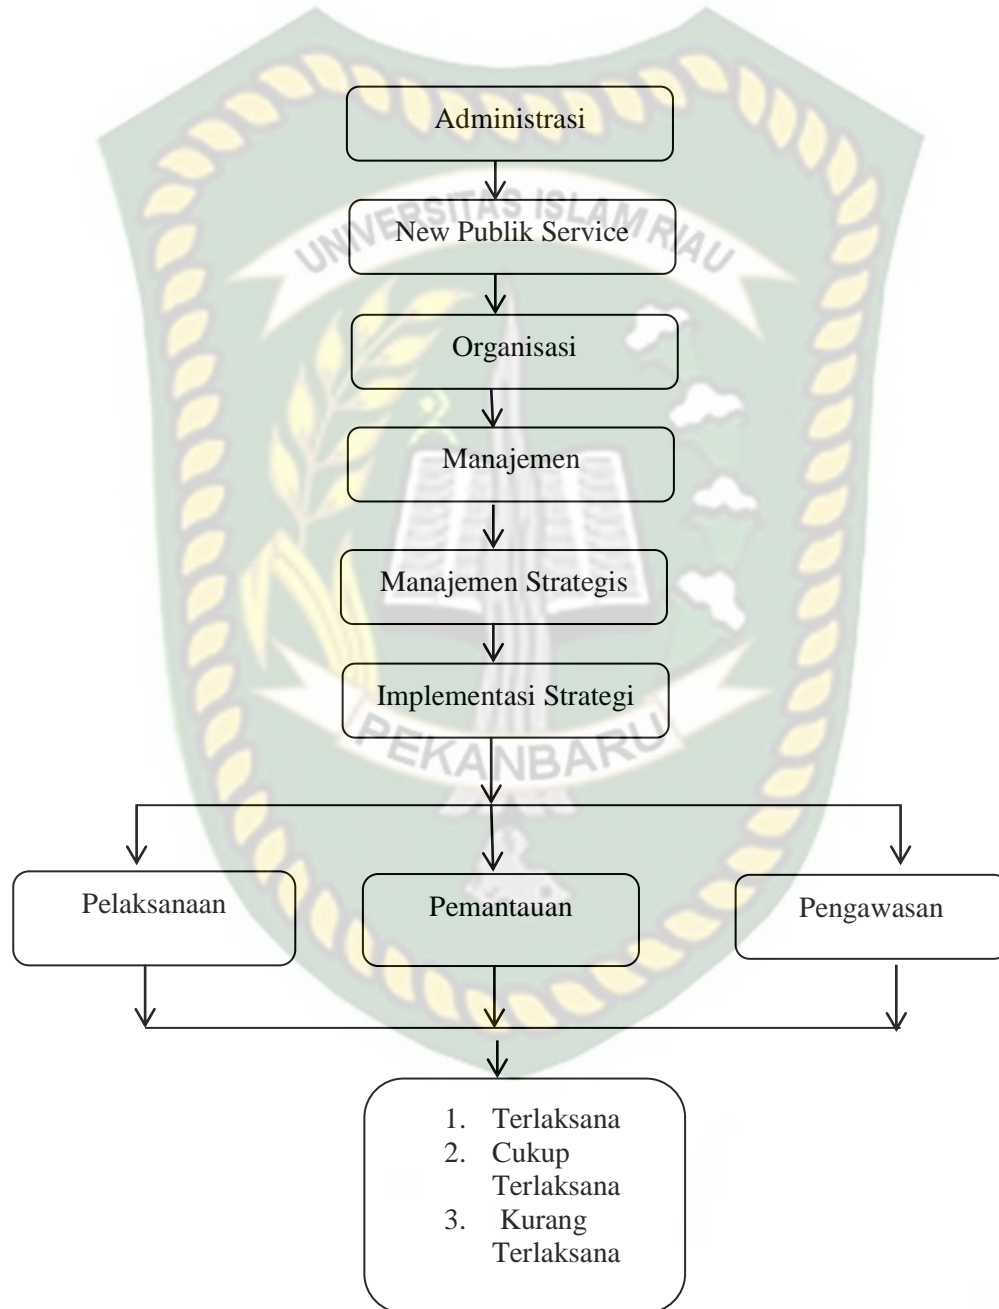 Administrasi
UNIVERSITAS ISLAM RIAU
New Publik Service
Organisasi
Manajemen
Manajemen Strategis
Implementasi Strategi
PEKANBARU
Pelaksanaan
Pemantauan
Pengawasan
1. Terlaksana
2. Cukup
Terlaksana
3. Kurang
Terlaksana